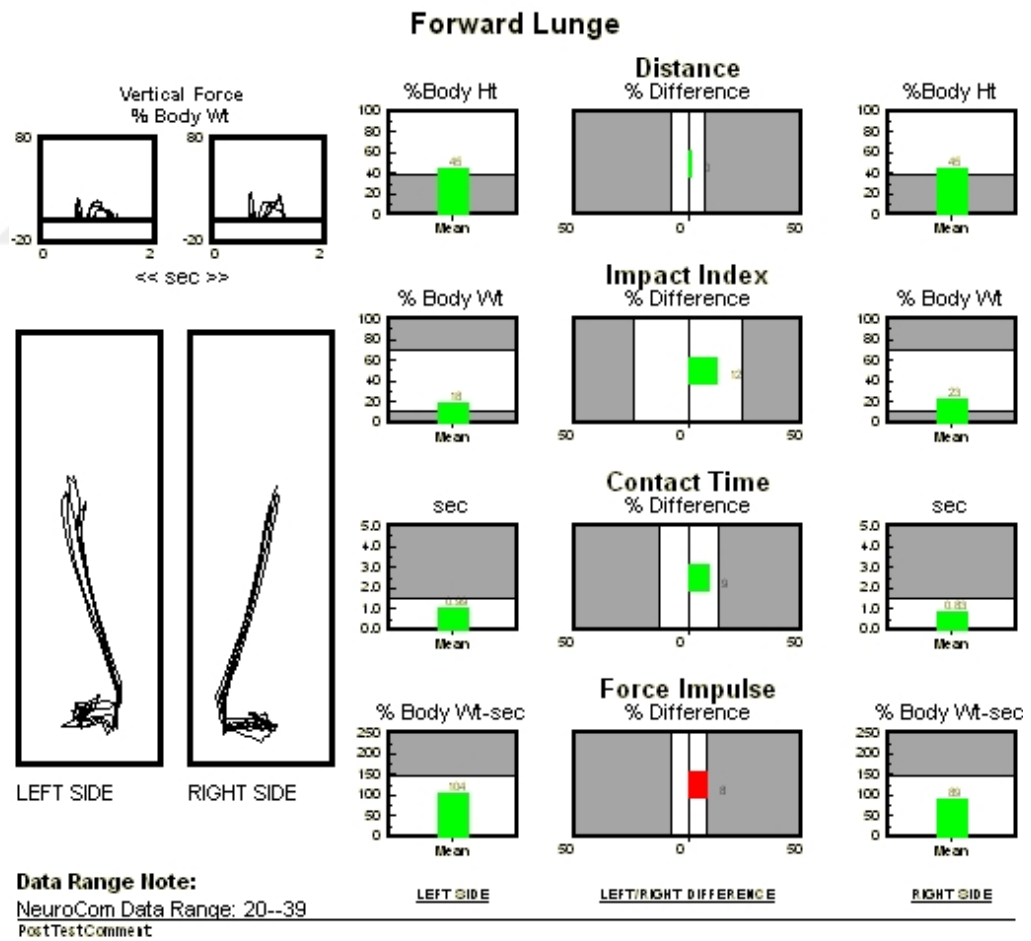 Forward Lunge
Vertical Force
% Body Wt
80
-20
0
2
80
-20
0
2
<< sec >>
LEFT SIDE
RIGHT SIDE
Distance
%Body Ht
% Difference
%Body Ht
100
80
60
40
20
0
46
Mean
50
0
50
100
80
60
40
20
0
46
Mean
Impact Index
% Body Wt
% Difference
% Body Wt
100
80
60
40
20
0
18
Mean
12
50
0
50
100
80
60
40
20
0
23
Mean
Contact Time
sec
% Difference
sec
5.0
4.0
3.0
2.0
1.0
0.0
0.99
Mean
9
50
0
50
5.0
4.0
3.0
2.0
1.0
0.0
0.83
Mean
Force Impulse
% Body Wt-sec
% Difference
% Body Wt-sec
250
200
150
100
50
0
104
Mean
8
50
0
50
250
200
150
100
50
0
89
Mean
LEFT SIDE
LEFT/RIGHT DIFFERENCE
RIGHT SIDE
Data Range Note:
NeuroCom Data Range: 20--39
PostTestComment